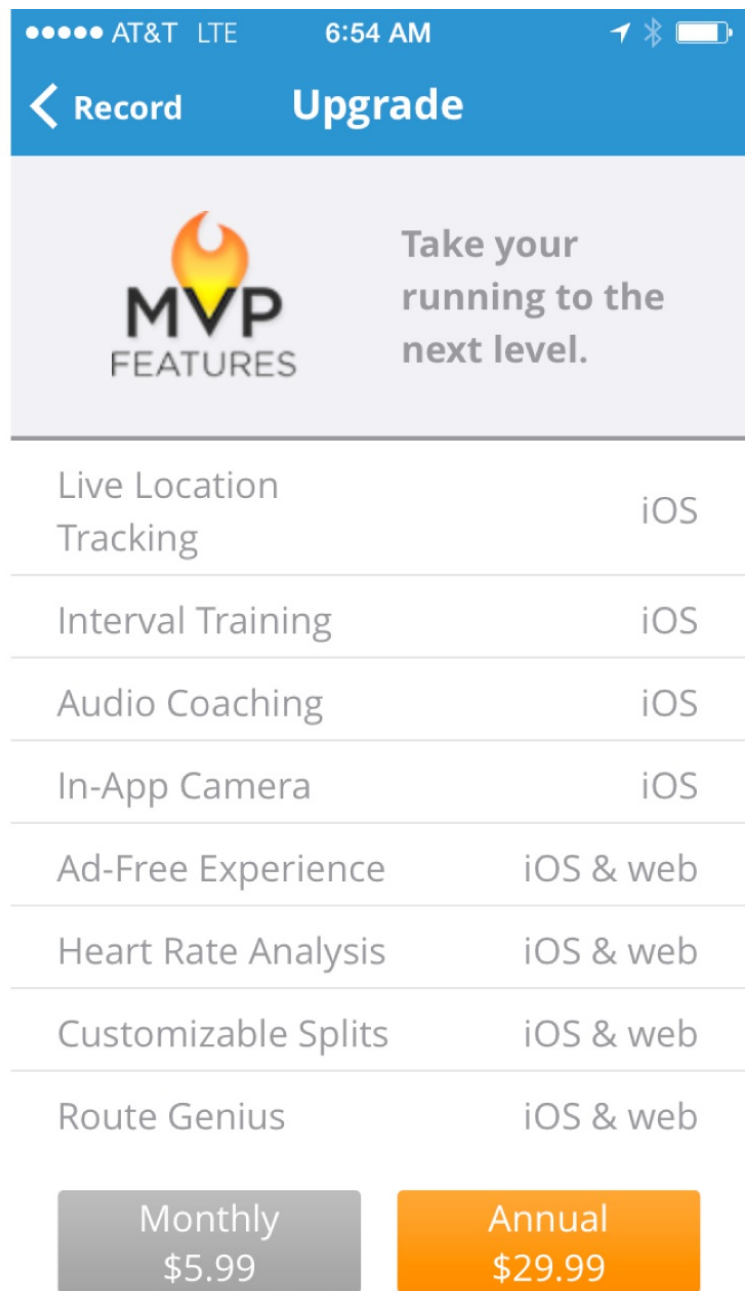 AT&T LTE 6:54 AM
Record Upgrade
MVP
FEATURES
Take your
running to the
next level.
Live Location
Tracking
iOS
Interval Training iOS
Audio Coaching iOS
In-App Camera iOS
Ad-Free Experience iOS & web
Heart Rate Analysis iOS & web
Customizable Splits iOS & web
Route Genius iOS & web
Monthly
$5.99
Annual
$29.99